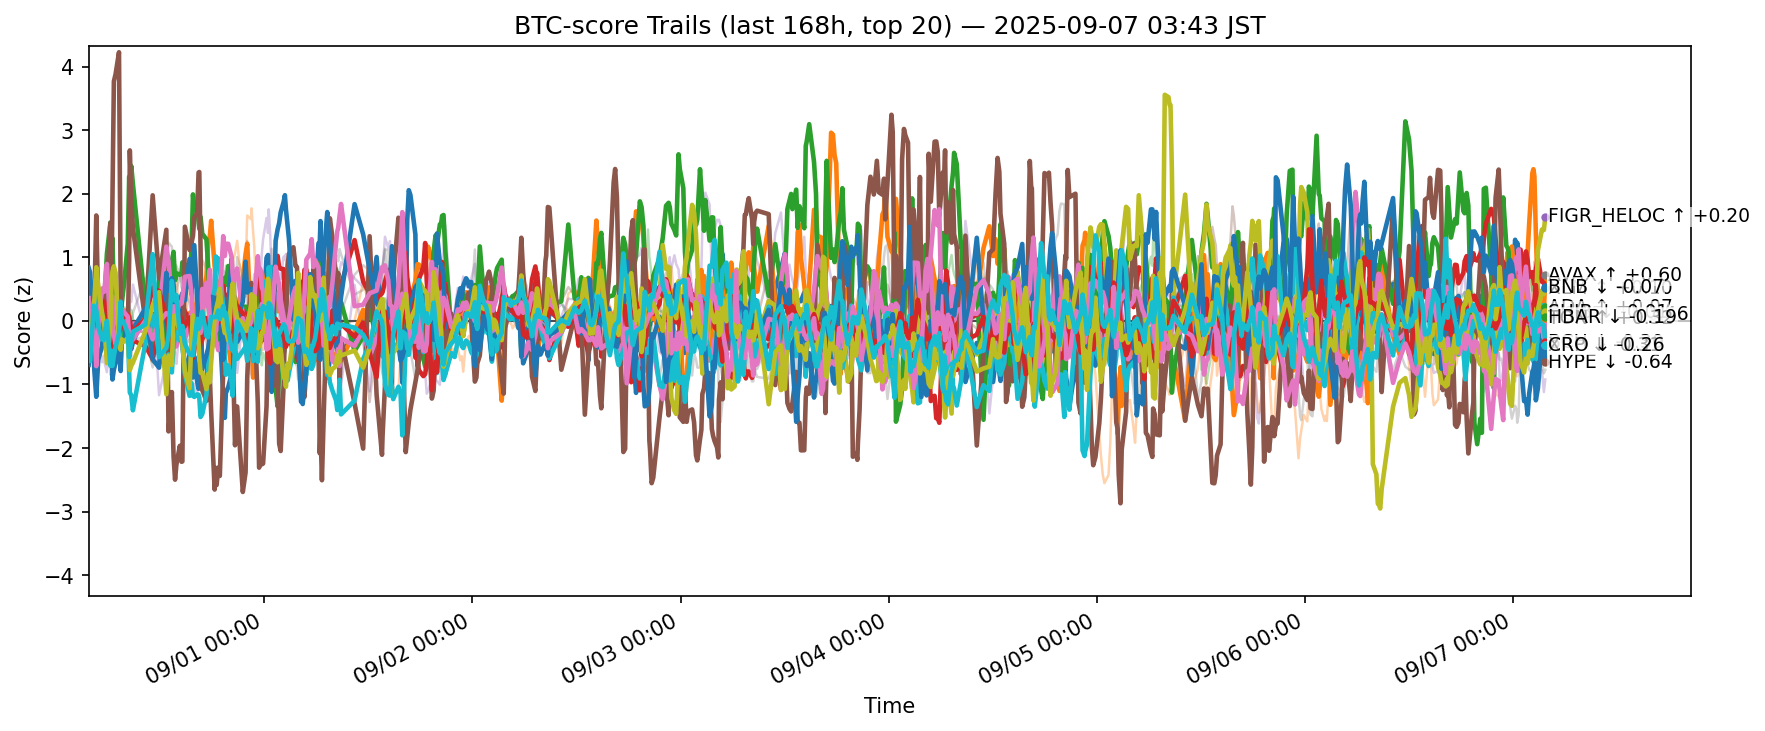 BTC-score Trails (last 168h, top 20) — 2025-09-07 03:43 JST
Score (z)
4
3
2
1
0
−1
−2
−3
−4
FIGR_HELOC ↑ +0.20
AVAX ↑ +0.60
BNB ↓ -0.07
HBAR ↓ -0.19
CRO ↓ -0.26
HYPE ↓ -0.64
09/01 00:00
09/02 00:00
09/03 00:00
09/04 00:00
09/05 00:00
09/06 00:00
09/07 00:00
Time